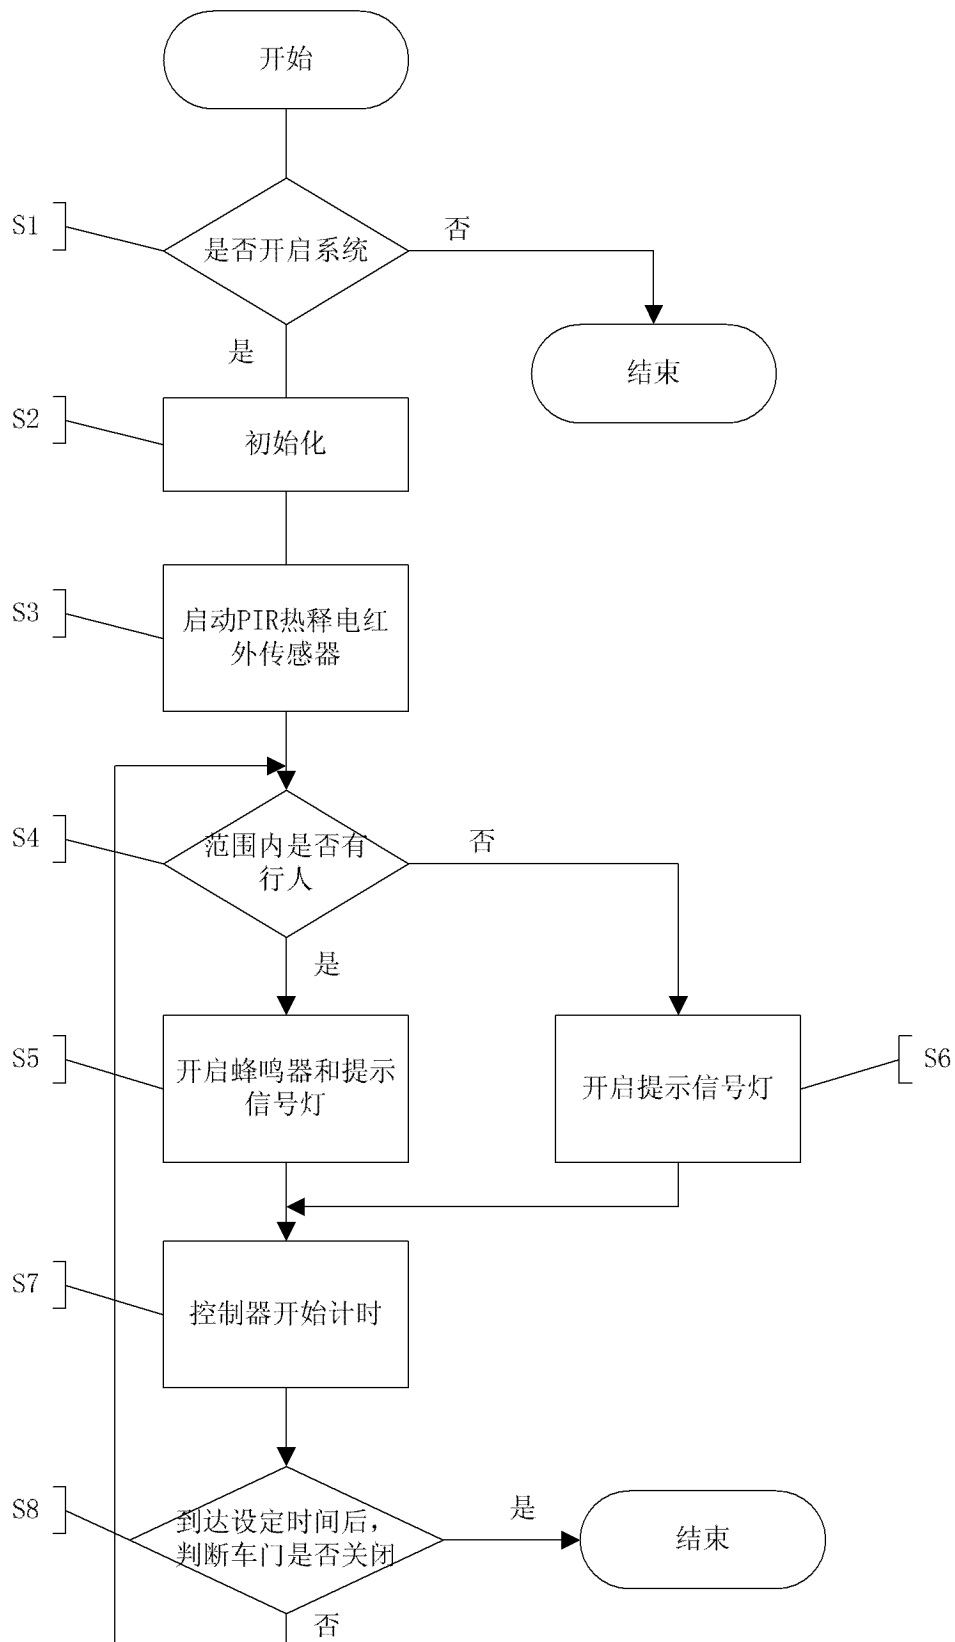 开始
S1
是否开启系统
否
是
结束
S2
初始化
S3
启动PIR热释电红
外传感器
S4
范围内是否有
行人
否
是
S5
开启蜂鸣器和提示
信号灯
开启提示信号灯
S6
S7
控制器开始计时
S8
到达设定时间后，
判断车门是否关闭
是
结束
否